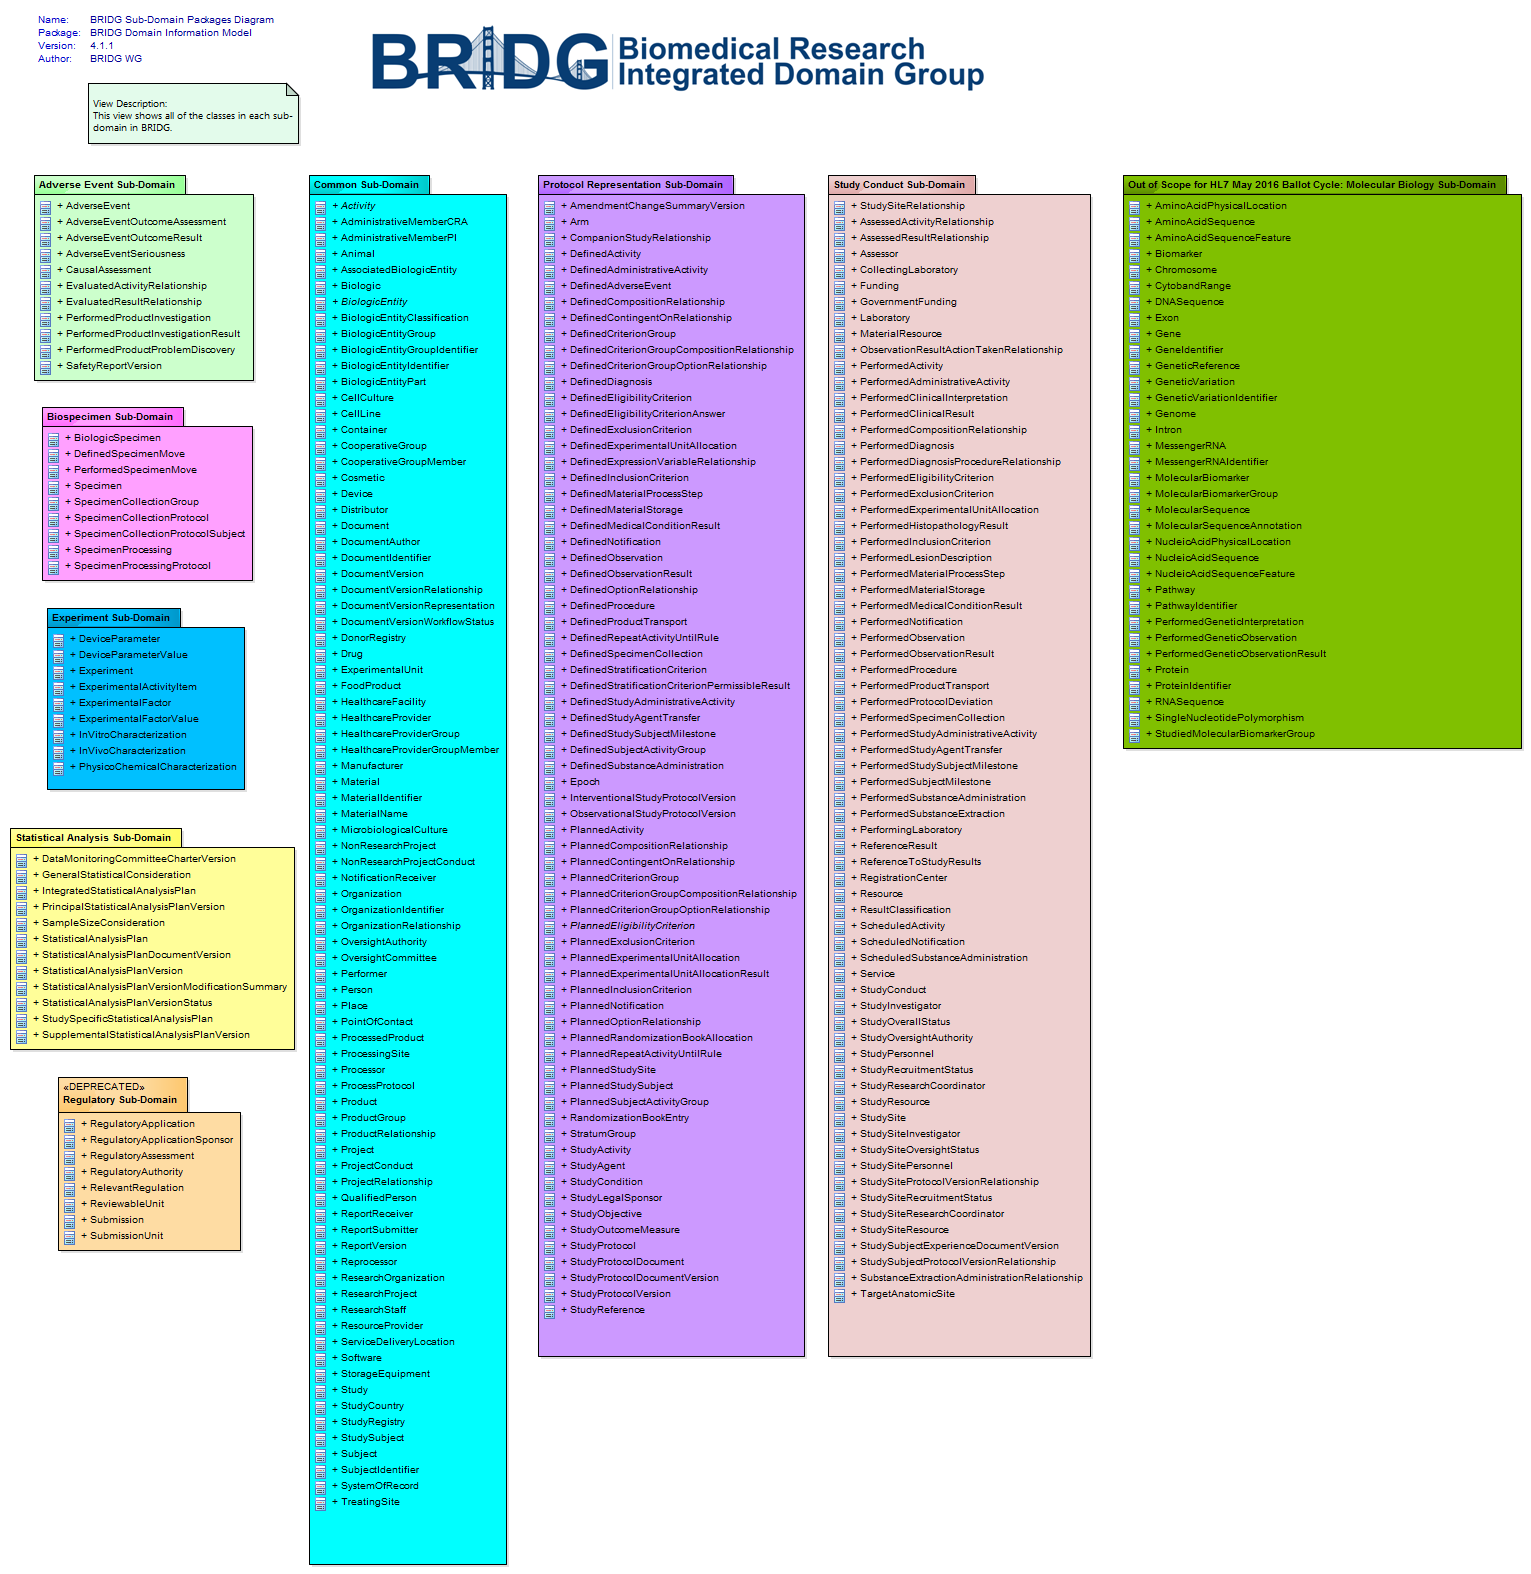 Name: BRIDG Sub-Domain Packages Diagram
Package: BRIDG Domain Information Model
Version: 4.1.1
Author: BRIDG WG
BRIDG
Biomedical Research
Integrated Domain Group
View Description:
This view shows all of the classes in each sub-
domain in BRIDG.
Adverse Event Sub-Domain
+ AdverseEvent
+ AdverseEventOutcomeAssessment
+ AdverseEventOutcomeResult
+ AdverseEventSeriousness
+ CausalAssessment
+ EvaluatedActivityRelationship
+ EvaluatedResultRelationship
+ PerformedProductInvestigation
+ PerformedProductInvestigationResult
+ PerformedProductProblemDiscovery
+ SafetyReportVersion
Biospecimen Sub-Domain
+ BiologicSpecimen
+ DefinedSpecimenMove
+ PerformedSpecimenMove
+ Specimen
+ SpecimenCollectionGroup
+ SpecimenCollectionProtocol
+ SpecimenCollectionProtocolSubject
+ SpecimenProcessing
+ SpecimenProcessingProtocol
Experiment Sub-Domain
+ DeviceParameter
+ DeviceParameterValue
+ Experiment
+ ExperimentalActivityItem
+ ExperimentalFactor
+ ExperimentalFactorValue
+ InVitroCharacterization
+ InVivoCharacterization
+ PhysicoChemicalCharacterization
Statistical Analysis Sub-Domain
+ DataMonitoringCommitteeCharterVersion
+ GeneralStatisticalConsideration
+ IntegratedStatisticalAnalysisPlan
+ PrincipalStatisticalAnalysisPlanVersion
+ SampleSizeConsideration
+ StatisticalAnalysisPlan
+ StatisticalAnalysisPlanDocumentVersion
+ StatisticalAnalysisPlanVersion
+ StatisticalAnalysisPlanVersionModificationSummary
+ StatisticalAnalysisPlanVersionStatus
+ StudySpecificStatisticalAnalysisPlan
+ SupplementalStatisticalAnalysisPlanVersion
«DEPRECATED»
Regulatory Sub-Domain
+ RegulatoryApplication
+ RegulatoryApplicationSponsor
+ RegulatoryAssessment
+ RegulatoryAuthority
+ RelevantRegulation
+ ReviewableUnit
+ Submission
+ SubmissionUnit
Common Sub-Domain
+ Activity
+ AdministrativeMemberCRA
+ AdministrativeMemberPI
+ Animal
+ AssociatedBiologicEntity
+ Biologic
+ BiologicEntity
+ BiologicEntityClassification
+ BiologicEntityGroup
+ BiologicEntityGroupIdentifier
+ BiologicEntityIdentifier
+ BiologicEntityPart
+ CellCulture
+ CellLine
+ Container
+ CooperativeGroup
+ CooperativeGroupMember
+ Cosmetic
+ Device
+ Distributor
+ Document
+ DocumentAuthor
+ DocumentIdentifier
+ DocumentVersion
+ DocumentVersionRelationship
+ DocumentVersionRepresentation
+ DocumentVersionWorkflowStatus
+ DonorRegistry
+ Drug
+ ExperimentalUnit
+ FoodProduct
+ HealthcareFacility
+ HealthcareProvider
+ HealthcareProviderGroup
+ HealthcareProviderGroupMember
+ Manufacturer
+ Material
+ MaterialIdentifier
+ MaterialName
+ MicrobiologicalCulture
+ NonResearchProject
+ NonResearchProjectConduct
+ NotificationReceiver
+ Organization
+ OrganizationIdentifier
+ OrganizationRelationship
+ OversightAuthority
+ OversightCommittee
+ Performer
+ Person
+ Place
+ PointOfContact
+ ProcessedProduct
+ ProcessingSite
+ Processor
+ ProcessProtocol
+ Product
+ ProductGroup
+ ProductRelationship
+ Project
+ ProjectConduct
+ ProjectRelationship
+ QualifiedPerson
+ ReportReceiver
+ ReportSubmitter
+ ReportVersion
+ Reprocessor
+ ResearchOrganization
+ ResearchProject
+ ResearchStaff
+ ResourceProvider
+ ServiceDeliveryLocation
+ Software
+ StorageEquipment
+ Study
+ StudyCountry
+ StudyRegistry
+ StudySubject
+ Subject
+ SubjectIdentifier
+ SystemOfRecord
+ TreatingSite
Protocol Representation Sub-Domain
+ AmendmentChangeSummaryVersion
+ Arm
+ CompanionStudyRelationship
+ DefinedActivity
+ DefinedAdministrativeActivity
+ DefinedAdverseEvent
+ DefinedCompositionRelationship
+ DefinedContingentOnRelationship
+ DefinedCriterionGroup
+ DefinedCriterionGroupCompositionRelationship
+ DefinedCriterionGroupOptionRelationship
+ DefinedDiagnosis
+ DefinedEligibilityCriterion
+ DefinedEligibilityCriterionAnswer
+ DefinedExclusionCriterion
+ DefinedExperimentalUnitAllocation
+ DefinedExpressionVariableRelationship
+ DefinedInclusionCriterion
+ DefinedMaterialProcessStep
+ DefinedMaterialStorage
+ DefinedMedicalConditionResult
+ DefinedNotification
+ DefinedObservation
+ DefinedObservationResult
+ DefinedOptionRelationship
+ DefinedProcedure
+ DefinedProductTransport
+ DefinedRepeatActivityUntilRule
+ DefinedSpecimenCollection
+ DefinedStratificationCriterion
+ DefinedStratificationCriterionPermissibleResult
+ DefinedStudyAdministrativeActivity
+ DefinedStudyAgentTransfer
+ DefinedStudySubjectMilestone
+ DefinedSubjectActivityGroup
+ DefinedSubstanceAdministration
+ Epoch
+ InterventionalStudyProtocolVersion
+ ObservationalStudyProtocolVersion
+ PlannedActivity
+ PlannedCompositionRelationship
+ PlannedContingentOnRelationship
+ PlannedCriterionGroup
+ PlannedCriterionGroupCompositionRelationship
+ PlannedCriterionGroupOptionRelationship
+ PlannedEligibilityCriterion
+ PlannedExclusionCriterion
+ PlannedExperimentalUnitAllocation
+ PlannedExperimentalUnitAllocationResult
+ PlannedInclusionCriterion
+ PlannedNotification
+ PlannedOptionRelationship
+ PlannedRandomizationBookAllocation
+ PlannedRepeatActivityUntilRule
+ PlannedStudySite
+ PlannedStudySubject
+ PlannedSubjectActivityGroup
+ RandomizationBookEntry
+ StratumGroup
+ StudyActivity
+ StudyAgent
+ StudyCondition
+ StudyLegalSponsor
+ StudyObjective
+ StudyOutcomeMeasure
+ StudyProtocol
+ StudyProtocolDocument
+ StudyProtocolDocumentVersion
+ StudyProtocolVersion
+ StudyReference
Study Conduct Sub-Domain
+ StudySiteRelationship
+ AssessedActivityRelationship
+ AssessedResultRelationship
+ Assessor
+ CollectingLaboratory
+ Funding
+ GovernmentFunding
+ Laboratory
+ MaterialResource
+ ObservationResultActionTakenRelationship
+ PerformedActivity
+ PerformedAdministrativeActivity
+ PerformedClinicalInterpretation
+ PerformedClinicalResult
+ PerformedCompositionRelationship
+ PerformedDiagnosis
+ PerformedDiagnosisProcedureRelationship
+ PerformedEligibilityCriterion
+ PerformedExclusionCriterion
+ PerformedExperimentalUnitAllocation
+ PerformedHistopathologyResult
+ PerformedInclusionCriterion
+ PerformedLesionDescription
+ PerformedMaterialProcessStep
+ PerformedMaterialStorage
+ PerformedMedicalConditionResult
+ PerformedNotification
+ PerformedObservation
+ PerformedObservationResult
+ PerformedProcedure
+ PerformedProductTransport
+ PerformedProtocolDeviation
+ PerformedSpecimenCollection
+ PerformedStudyAdministrativeActivity
+ PerformedStudyAgentTransfer
+ PerformedStudySubjectMilestone
+ PerformedSubjectMilestone
+ PerformedSubstanceAdministration
+ PerformedSubstanceExtraction
+ PerformingLaboratory
+ ReferenceResult
+ ReferenceToStudyResults
+ RegistrationCenter
+ Resource
+ ResultClassification
+ ScheduledActivity
+ ScheduledNotification
+ ScheduledSubstanceAdministration
+ Service
+ StudyConduct
+ StudyInvestigator
+ StudyOverallStatus
+ StudyOversightAuthority
+ StudyPersonnel
+ StudyRecruitmentStatus
+ StudyResearchCoordinator
+ StudyResource
+ StudySite
+ StudySiteInvestigator
+ StudySiteOversightStatus
+ StudySitePersonnel
+ StudySiteProtocolVersionRelationship
+ StudySiteRecruitmentStatus
+ StudySiteResearchCoordinator
+ StudySiteResource
+ StudySubjectExperienceDocumentVersion
+ StudySubjectProtocolVersionRelationship
+ SubstanceExtractionAdministrationRelationship
+ TargetAnatomicSite
Out of Scope for HL7 May 2016 Ballot Cycle: Molecular Biology Sub-Domain
+ AminoAcidPhysicalLocation
+ AminoAcidSequence
+ AminoAcidSequenceFeature
+ Biomarker
+ Chromosome
+ CytobandRange
+ DNASequence
+ Exon
+ Gene
+ GeneIdentifier
+ GeneticReference
+ GeneticVariation
+ GeneticVariationIdentifier
+ Genome
+ Intron
+ MessengerRNA
+ MessengerRNAIdentifier
+ MolecularBiomarker
+ MolecularBiomarkerGroup
+ MolecularSequence
+ MolecularSequenceAnnotation
+ NucleicAcidPhysicalLocation
+ NucleicAcidSequence
+ NucleicAcidSequenceFeature
+ Pathway
+ PathwayIdentifier
+ PerformedGeneticInterpretation
+ PerformedGeneticObservation
+ PerformedGeneticObservationResult
+ Protein
+ ProteinIdentifier
+ RNASequence
+ SingleNucleotidePolymorphism
+ StudiedMolecularBiomarkerGroup